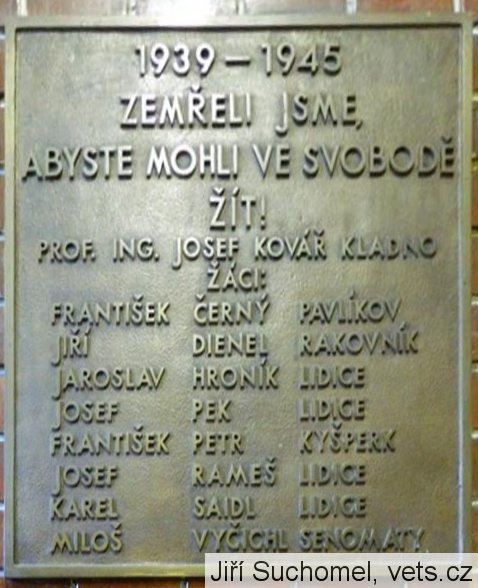 1939 – 1945
ZEMŘELI JSME,
ABYSTE MOHLI VE SVOBODĚ
ŽÍT!
PROF. ING. JOSEF KOVÁŘ KLADNO
ŽÁCI:
FRANTIŠEK ČERNÝ PAVLÍKOV
JIŘÍ DIENEL RAKOVNÍK
JAROSLAV HRONÍK LIDICE
JOSEF PEK LIDICE
FRANTIŠEK PETR KYŠPERK
JOSEF RAMEŠ LIDICE
KAREL SAIDL LIDICE
MILOŠ VYČICHL SENOMATY
Jiří Suchomel, vets.cz